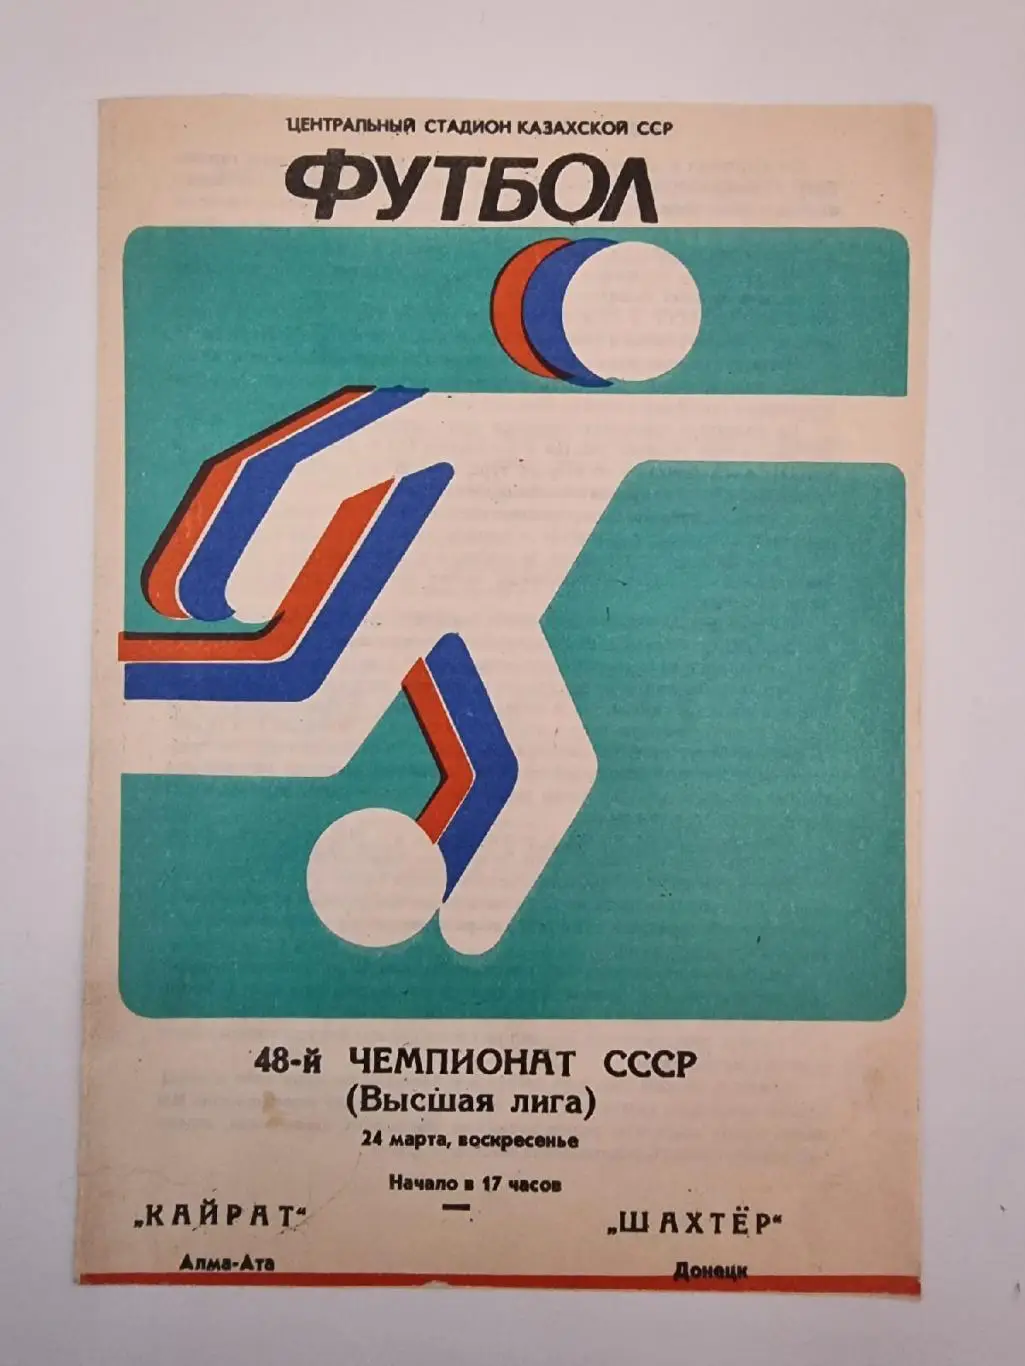 ЦЕНТРАЛЬНЫЙ СТАДИОН КАЗАХСКОЙ ССР
ФУТБОЛ
48-й ЧЕМПИОНАТ СССР
(Высшая лига)
24 марта, воскресенье
Начало в 17 часов
„КАЙРАТ“ — „ШАХТЁР“
Алма-Ата Донецк